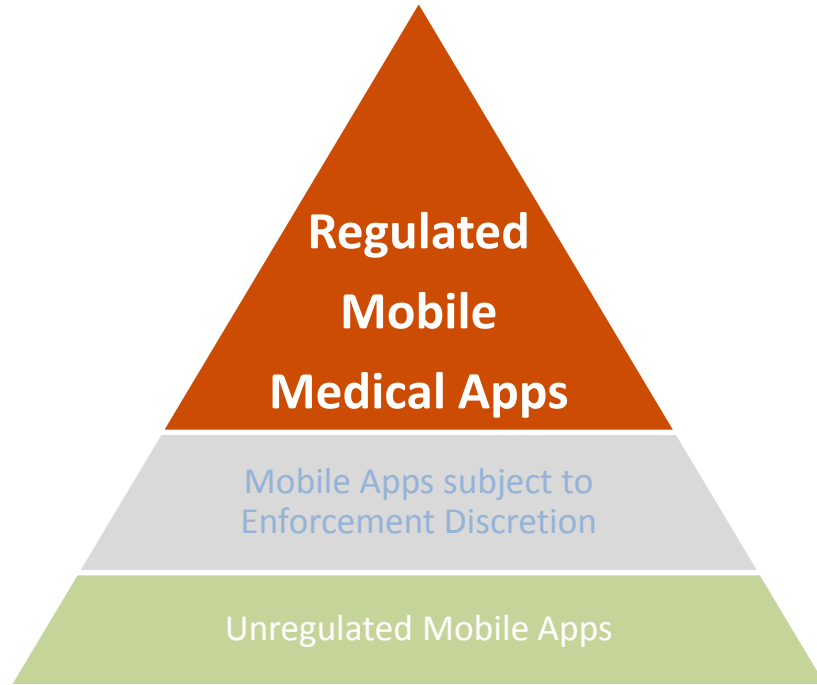 Regulated
Mobile
Medical Apps
Mobile Apps subject to
Enforcement Discretion
Unregulated Mobile Apps